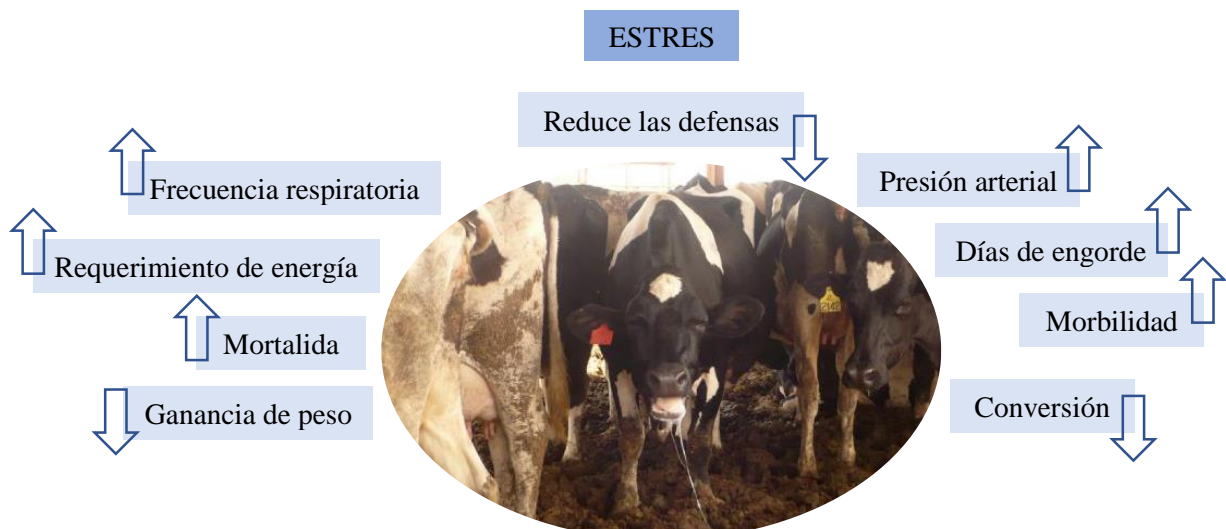 ESTRES
Reduce las defensas
Frecuencia respiratoria
Presión arterial
Requerimiento de energía
Días de engorde
Mortalida
Morbilidad
Ganancia de peso
Conversión